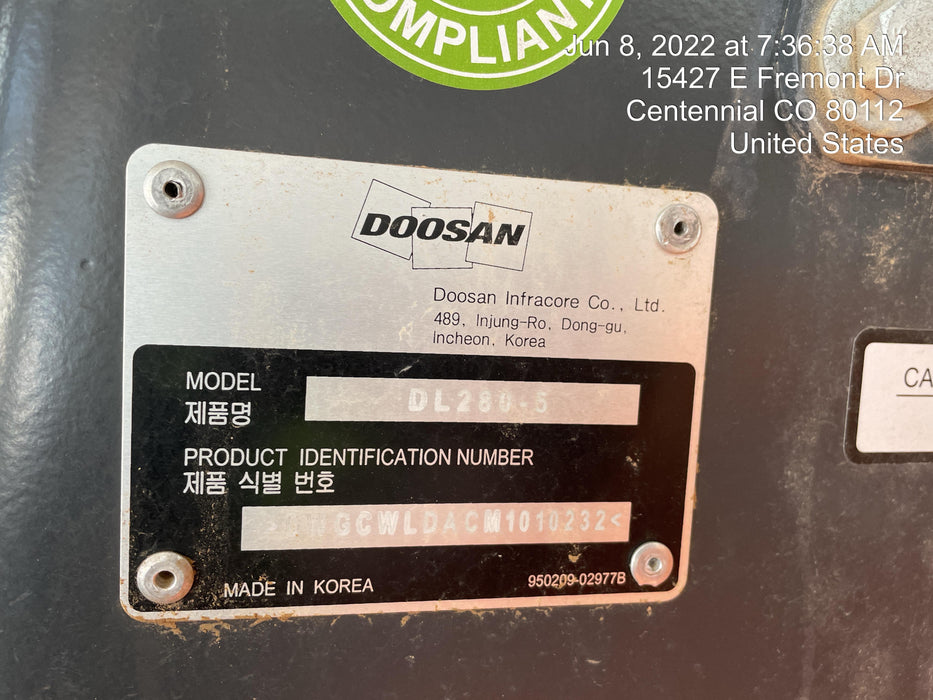 COMPLIANT
Jun 8, 2022 at 7:36:38 AM
15427 E Fremont Dr
Centennial CO 80112
United States
DOOSAN
Doosan Infracore Co., Ltd.
489, Injung-Ro, Dong-gu,
Incheon, Korea
MODEL
제품명
DL280-5
PRODUCT IDENTIFICATION NUMBER
제품 식별 번호
MADE IN KOREA
950209-02977B
CA